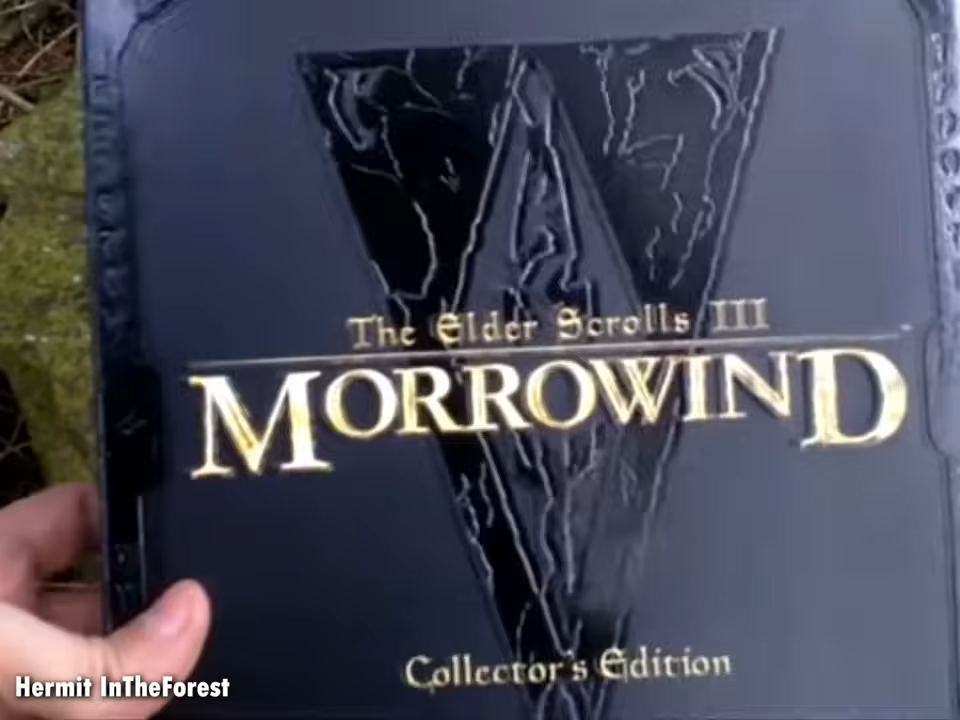 The Elder Scrolls III
MORROWIND
Collector's Edition
Hermit InTheForest